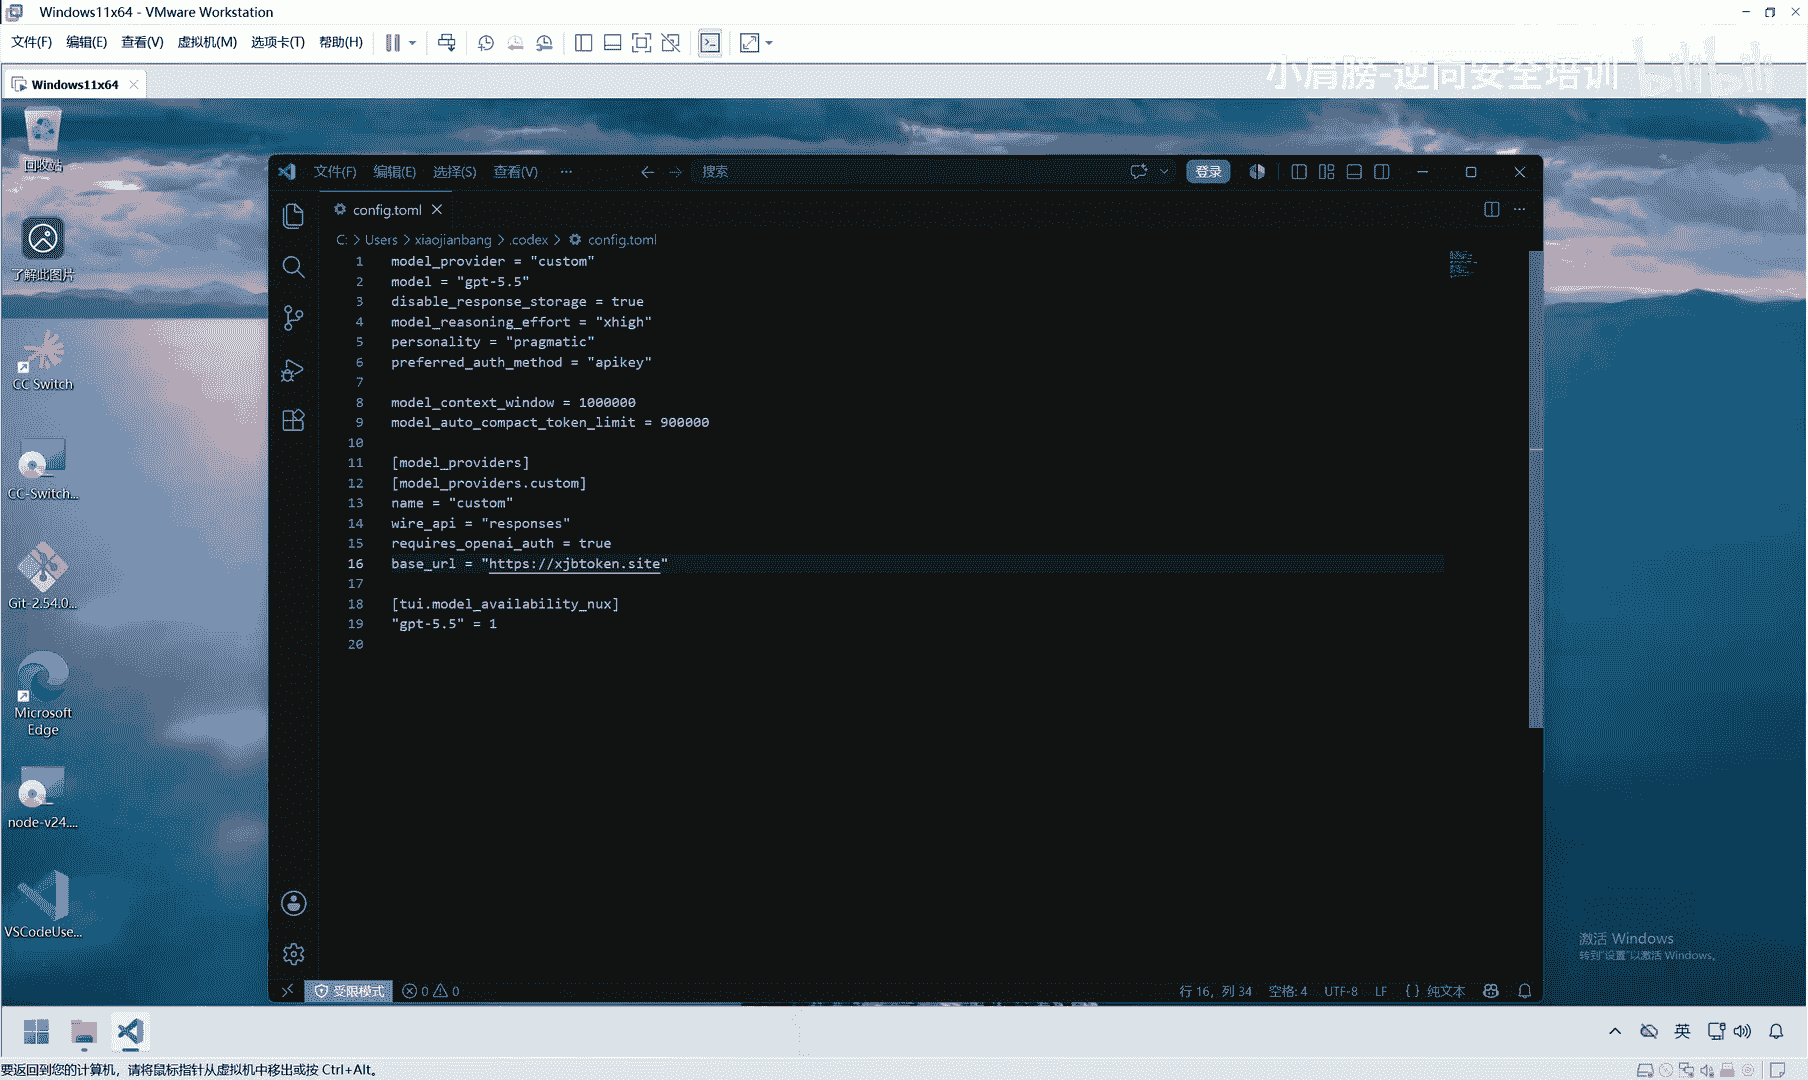 Windows11x64 - VMware Workstation
文件(F) 编辑(E) 查看(V) 虚拟机(M) 选项卡(T) 帮助(H)
Windows11x64
小肩膀-逆向安全培训 bilibili
回收站
了解此图片
CC Switch
CC-Switch...
Git-2.54.0...
Microsoft
Edge
node-v24....
VSCodeUse...
文件(F) 编辑(E) 选择(S) 查看(V) ··· 搜索 登录
config.toml
C: > Users > xiaojianbang > .codex > config.toml
1 model_provider = "custom"
2 model = "gpt-5.5"
3 disable_response_storage = true
4 model_reasoning_effort = "xhigh"
5 personality = "pragmatic"
6 preferred_auth_method = "apikey"
7
8 model_context_window = 1000000
9 model_auto_compact_token_limit = 900000
10
11 [model_providers]
12 [model_providers.custom]
13 name = "custom"
14 wire_api = "responses"
15 requires_openai_auth = true
16 base_url = "https://xjbtoken.site"
17
18 [tui.model_availability_nux]
19 "gpt-5.5" = 1
20
激活 Windows
转到"设置"以激活 Windows。
受限模式 0 0 行 16，列 34 空格: 4 UTF-8 LF {} 纯文本
英
要返回到您的计算机，请将鼠标指针从虚拟机中移出或按 Ctrl+Alt。